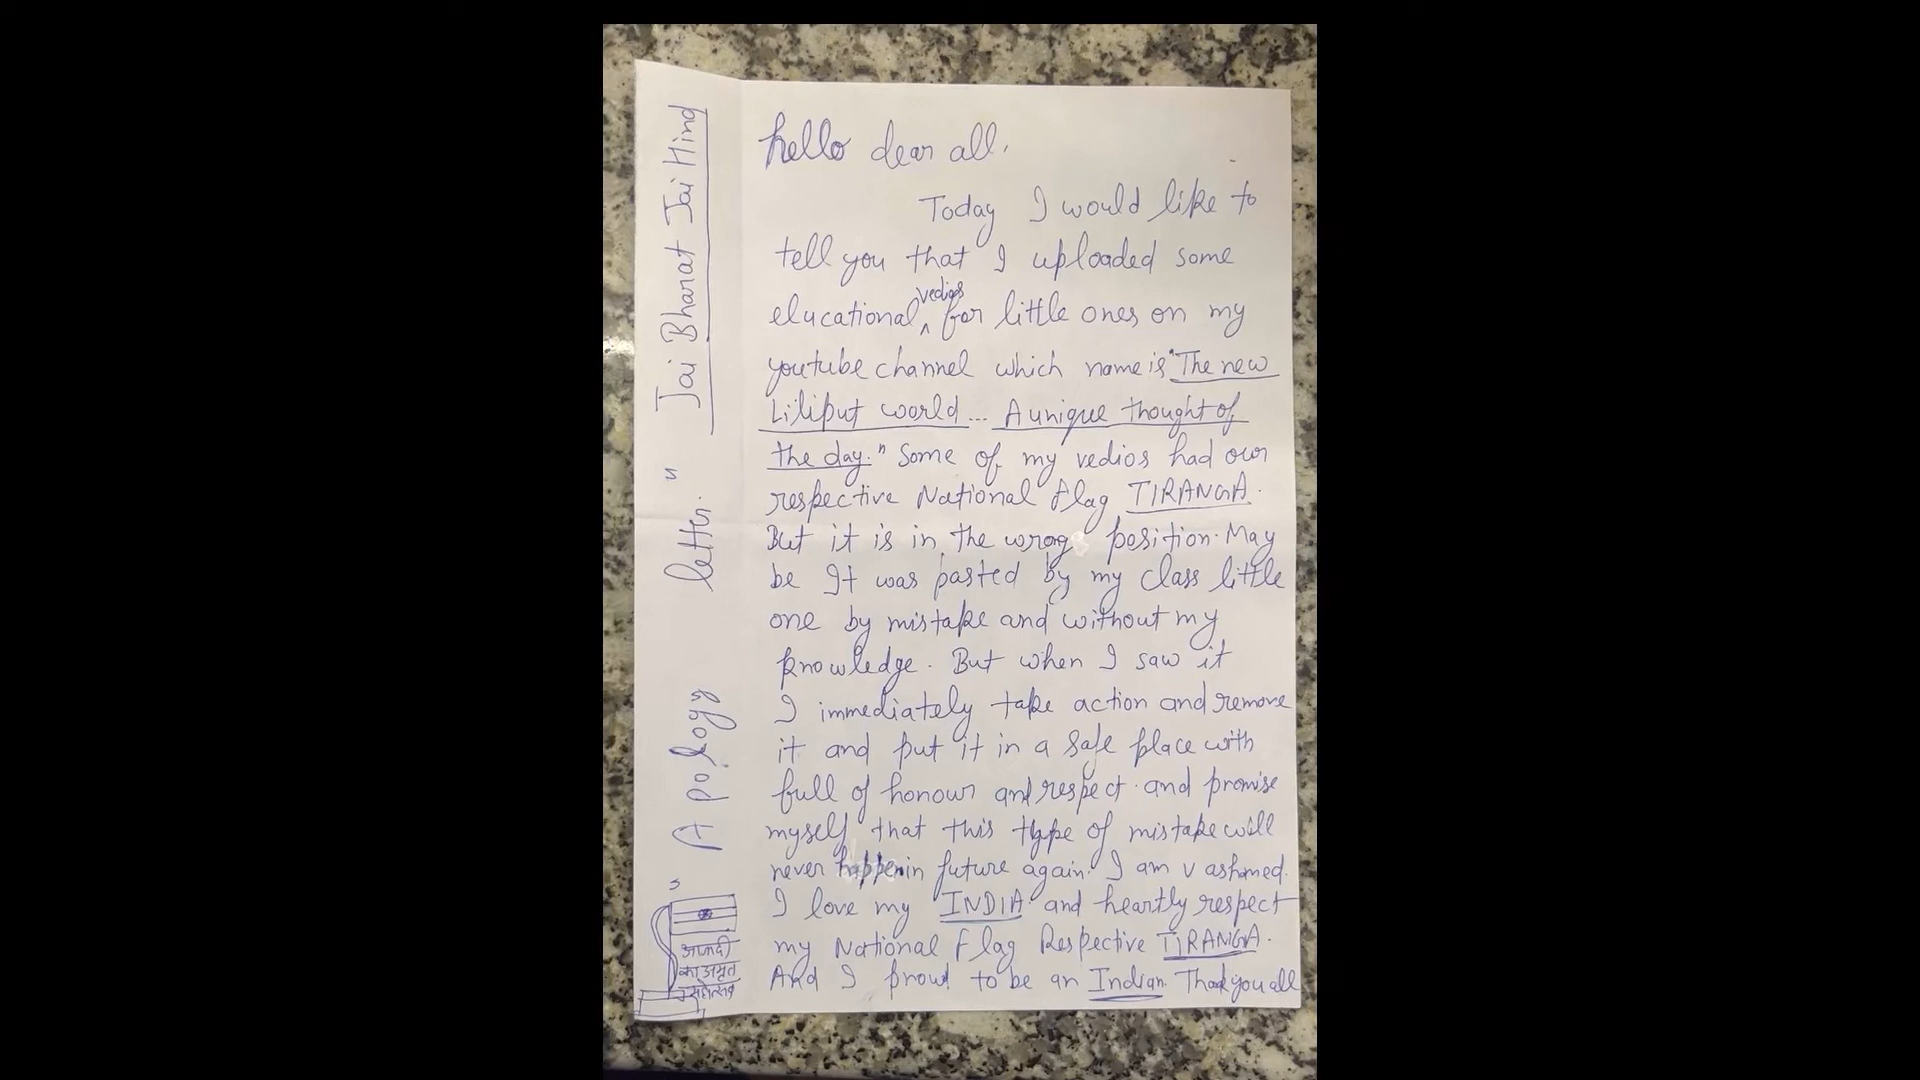 "Apology letter." Jai Bharat Jai Hind
आजादी
का अमृत
महोत्सव
hello dear all,
Today I would like to
tell you that I uploaded some
elucational vedios for little ones on my
youtube channel which name is "The new
Liliput world... A unique thought of
the day." Some of my vedios had our
respective National flag TIRANGA.
But it is in the wrong position. May
be It was pasted by my class little
one by mistake and without my
knowledge. But when I saw it
I immediately take action and remove
it and put it in a safe place with
full of honour and respect. and promise
myself that this type of mistake will
never happen in future again. I am v ashmed.
I love my INDIA and heartly respect
my National Flag Respective TIRANGA.
And I proud to be an Indian. Thank you all